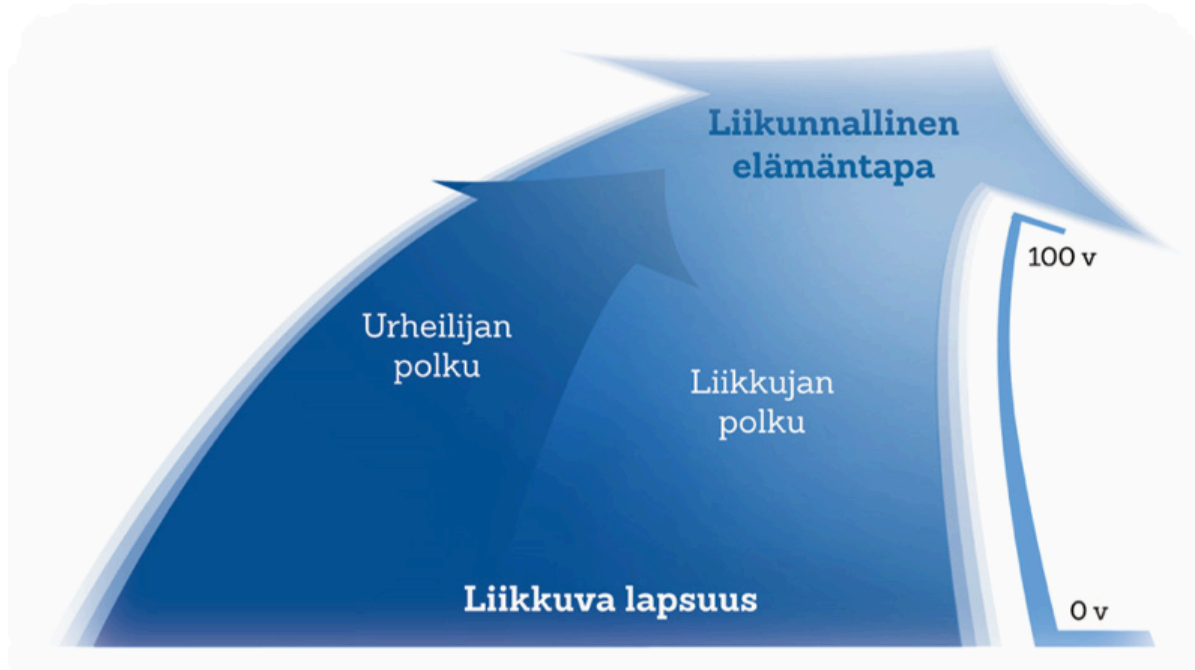 Liikunnallinen
elämäntapa
100 v
Urheilijan
polku
Liikkujan
polku
Liikkuva lapsuus
0 v